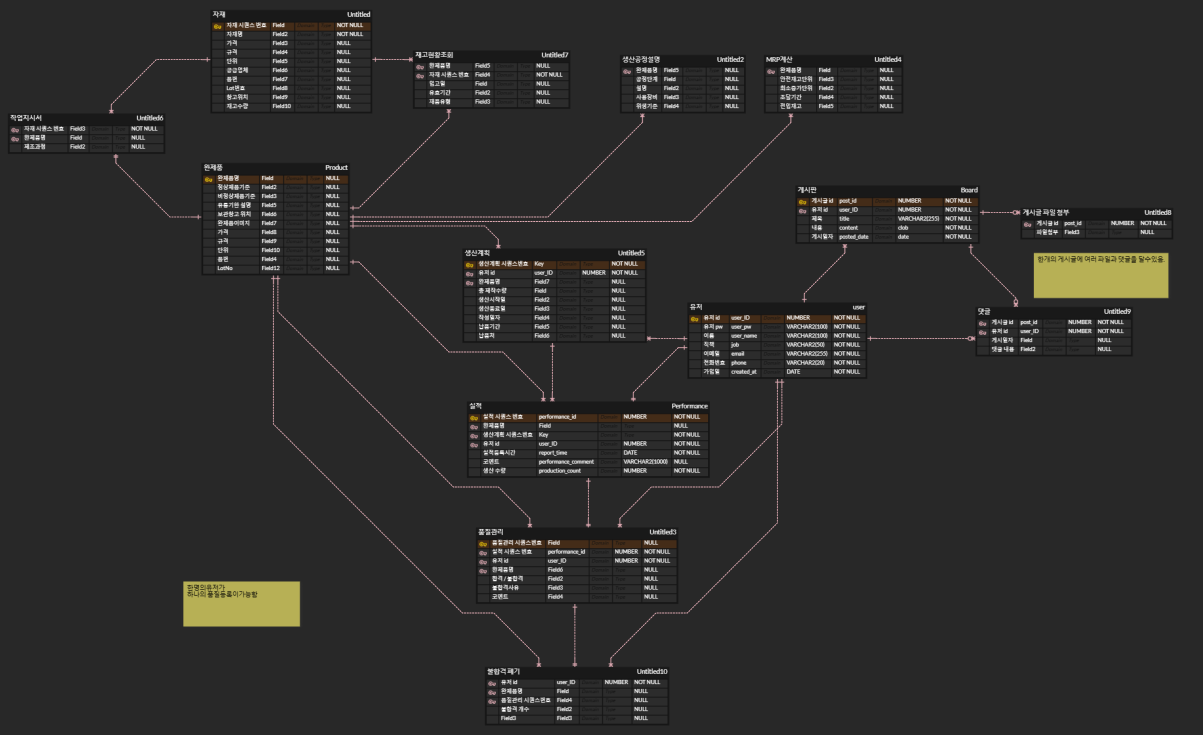 자재 Untitled
자재 시퀀스 번호 Field NOT NULL
자재명 Field2 NOT NULL
가격 Field3 NULL
규격 Field4 NULL
단위 Field5 NULL
공급업체 Field6 NULL
품번 Field7 NULL
Lot번호 Field8 NULL
창고위치 Field9 NULL
재고수량 Field10 NULL
재고현황조회 Untitled7
완제품명 Field5 NULL
자재 시퀀스 번호 Field4 NOT NULL
입고일 Field NULL
유효기간 Field2 NULL
제품유형 Field3 NULL
생산공정설명 Untitled2
완제품명 Field5 NULL
공정단계 Field NULL
설명 Field2 NULL
사용장비 Field3 NULL
위생기준 Field4 NULL
MRP계산 Untitled4
완제품명 Field NULL
안전재고단위 Field3 NULL
최소증가단위 Field2 NULL
조달기간 Field4 NULL
전일재고 Field5 NULL
작업지시서 Untitled6
자재 시퀀스 번호 Field3 NOT NULL
완제품명 Field NULL
제조과정 Field2 NULL
완제품 Product
완제품명 Field NULL
정상제품기준 Field2 NULL
비정상제품기준 Field3 NULL
유통기한 설명 Field5 NULL
보관창고 위치 Field6 NULL
완제품이미지 Field7 NULL
가격 Field8 NULL
규격 Field9 NULL
단위 Field10 NULL
품번 Field4 NULL
LotNo Field12 NULL
게시판 Board
게시글 id post_id NUMBER NOT NULL
유저 id user_ID NUMBER NOT NULL
제목 title VARCHAR2(255) NOT NULL
내용 content clob NOT NULL
게시일자 posted_date date NOT NULL
게시글 파일 첨부 Untitled8
게시글 id post_id NUMBER NOT NULL
파일첨부 Field3 NULL
한개의 게시글에 여러 파일과 댓글을 달수있음.
생산계획 Untitled5
생산계획 시퀀스번호 Key NOT NULL
유저 id user_ID NUMBER NOT NULL
완제품명 Field7 NULL
총 제작수량 Field NULL
생산시작일 Field2 NULL
생산종료일 Field3 NULL
작성일자 Field4 NULL
납품기간 Field5 NULL
납품처 Field6 NULL
유저 user
유저 id user_ID NUMBER NOT NULL
유저 pw user_pw VARCHAR2(100) NOT NULL
이름 user_name VARCHAR2(100) NOT NULL
직책 job VARCHAR2(50) NOT NULL
이메일 email VARCHAR2(255) NOT NULL
전화번호 phone VARCHAR2(20) NOT NULL
가입일 created_at DATE NOT NULL
댓글 Untitled9
게시글 id post_id NUMBER NOT NULL
유저 id user_ID NUMBER NOT NULL
게시일자 Field NULL
댓글 내용 Field2 NULL
실적 Performance
실적 시퀀스 번호 performance_id NUMBER NOT NULL
완제품명 Field NULL
생산계획 시퀀스번호 Key NOT NULL
유저 id user_ID NUMBER NOT NULL
실적등록시간 report_time DATE NOT NULL
코멘트 performance_comment VARCHAR2(1000) NULL
생산 수량 production_count NUMBER NOT NULL
품질관리 Untitled3
품질관리 시퀀스번호 Field NULL
실적 시퀀스 번호 performance_id NUMBER NOT NULL
유저 id user_ID NUMBER NOT NULL
완제품명 Field6 NULL
합격 / 불합격 Field2 NULL
불합격사유 Field3 NULL
코멘트 Field4 NULL
한명의유저가
하나의 품질등록이가능함
불합격 폐기 Untitled10
유저 id user_ID NUMBER NOT NULL
완제품명 Field NULL
품질관리 시퀀스번호 Field4 NULL
불합격 개수 Field2 NULL
Field3 Field3 NULL